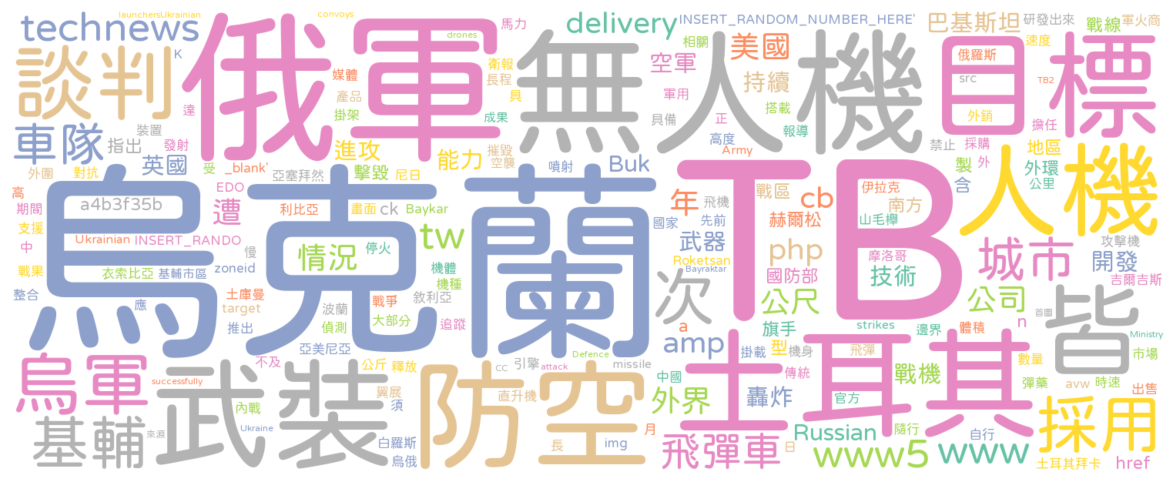 launchersUkrainian
convoys
technews
K
俄軍
馬力
drones
delivery
INSERT_RANDOM_NUMBER_HERE'
巴基斯坦
研發出來
戰線
軍火商
談判
媒體
衛報
長程
產品
具
掛架
成果
達
無人機
相關
美國
空軍
持續
軍用
搭載
具備
正
高度
報導
目標
俄羅斯
速度
src
TB2
外銷
擔任
車隊
裝置
指出
發射
英國
受
_blank'
進攻
能力
摧毀
空襲
擊毀
尼日
噴射
Buk
Army
禁止
採購
地區
外圍
對抗
高
期間
支援
中
戰果
整合
a4b3f35b
EDO
遭
亞塞拜然
利比亞
畫面
ck
Baykar
Ukrainian
INSERT_RANDO
慢
情況
停火
tw
烏克蘭
年
飛機
戰區
cb
製
外
含
外環
公里
人機
國家
先前
赫爾松
伊拉克
南方
山毛櫸
武器
php
Roketsan
Bayraktar
國防部
摩洛哥
技術
TB
城市
攻擊機
開發
吉爾吉斯
衣索比亞
基輔市區
zoneid
機體
機種
土庫曼
target
戰爭
敘利亞
應
推出
波蘭
偵測
大部分
追蹤
亞美尼亞
次
公尺
公司
n
a
旗手
strikes
邊界
體積
首圖
皆
Ministry
amp
掛載
型
機身
飛彈
傳統
數量
市場
烏軍
successfully
不及
公斤
釋放
引擎
Defence
cc
attack
missile
中國
戰機
彈藥
avw
時速
出售
土耳其
官方
基輔
來源
武裝
內戰
Ukraine
翼展
須
直升機
防空
外界
轟炸
採用
白羅斯
烏俄
長
img
月
飛彈車
日
Russian
隨行
www5
www
自行
土耳其拜卡
href